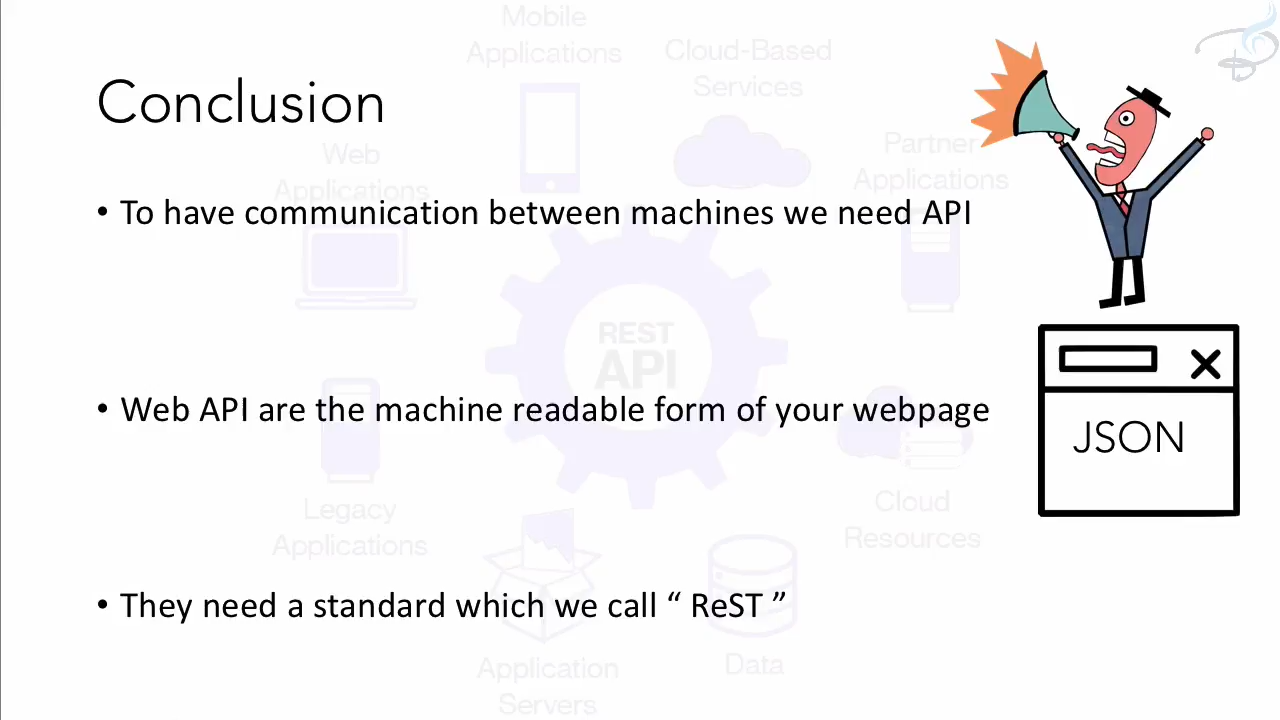 Mobile
Applications
Cloud-Based
Services
Conclusion
Web
Applications
Partner
Applications
• To have communication between machines we need API
REST
API
• Web API are the machine readable form of your webpage
JSON
Legacy
Applications
Cloud
Resources
• They need a standard which we call “ ReST ”
Application
Servers
Data